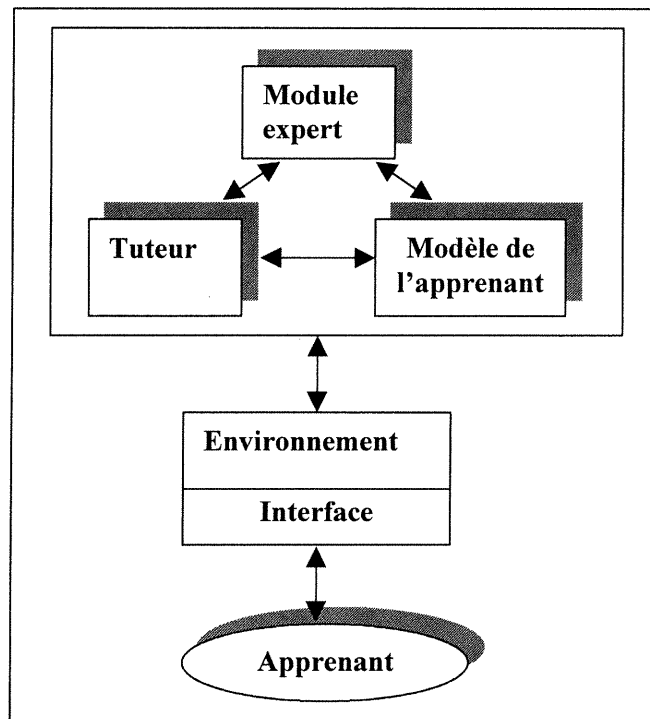 Module
expert
Tuteur
Modèle de
l'apprenant
Environnement
Interface
Apprenant